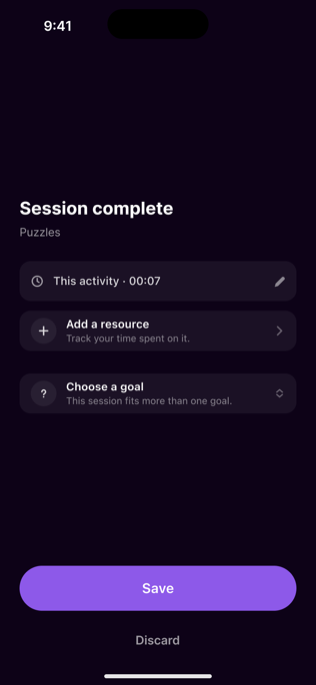 9:41
Session complete
Puzzles
This activity · 00:07
Add a resource
Track your time spent on it.
?
Choose a goal
This session fits more than one goal.
Save
Discard